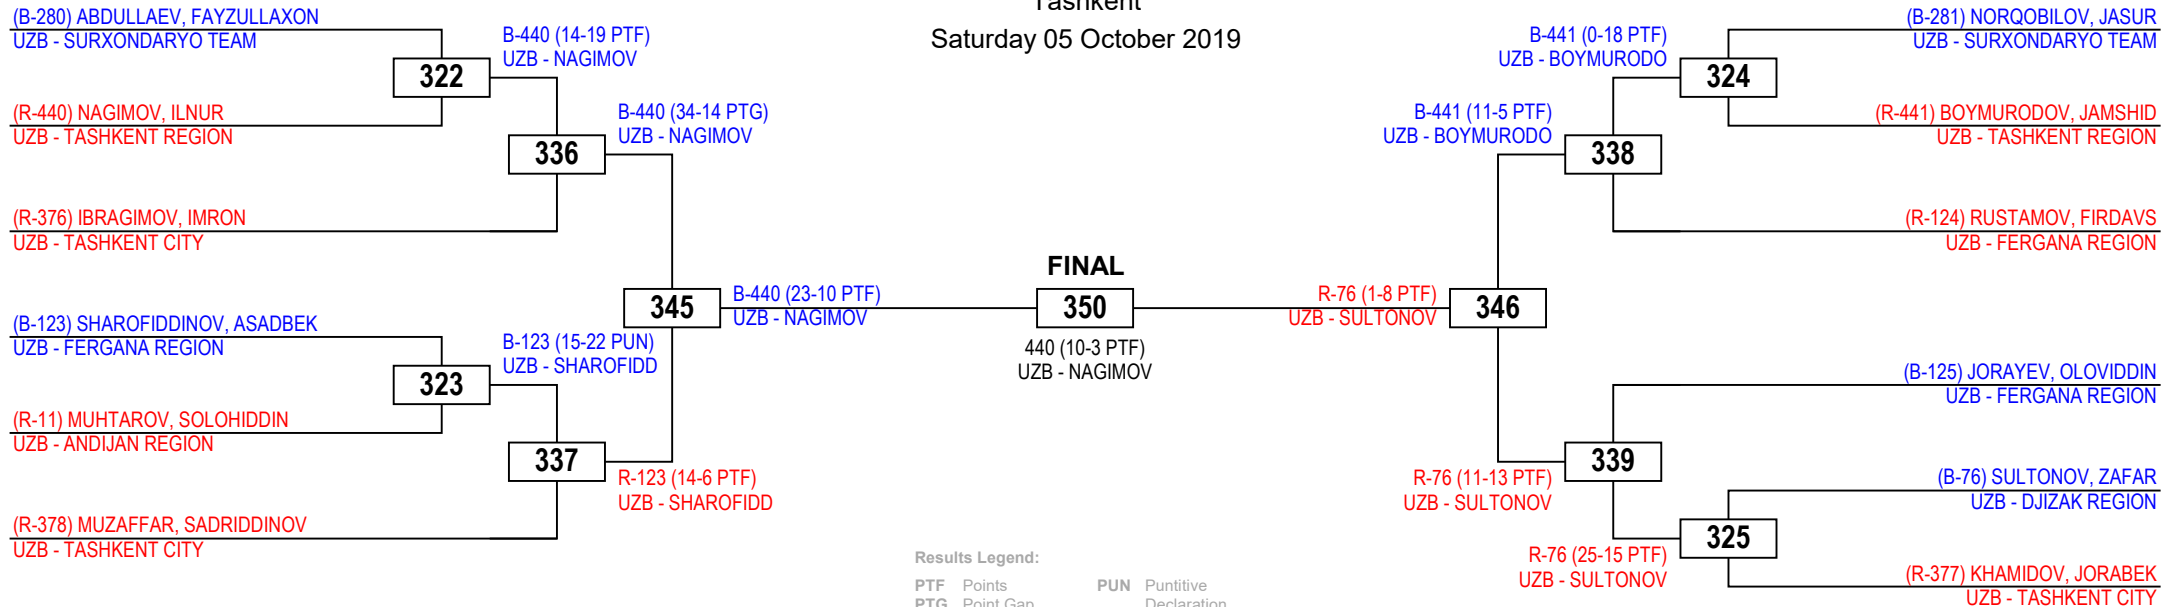 Tashkent
Saturday 05 October 2019
(B-280) ABDULLAEV, FAYZULLAXON
UZB - SURXONDARYO TEAM
322
(R-440) NAGIMOV, ILNUR
UZB - TASHKENT REGION
B-440 (14-19 PTF)
UZB - NAGIMOV
336
B-440 (34-14 PTG)
UZB - NAGIMOV
(R-376) IBRAGIMOV, IMRON
UZB - TASHKENT CITY
345
B-440 (23-10 PTF)
UZB - NAGIMOV
(B-123) SHAROFIDDINOV, ASADBEK
UZB - FERGANA REGION
323
(R-11) MUHTAROV, SOLOHIDDIN
UZB - ANDIJAN REGION
B-123 (15-22 PUN)
UZB - SHAROFIDD
337
R-123 (14-6 PTF)
UZB - SHAROFIDD
(R-378) MUZAFFAR, SADRIDDINOV
UZB - TASHKENT CITY
FINAL
350
440 (10-3 PTF)
UZB - NAGIMOV
(B-281) NORQOBILOV, JASUR
UZB - SURXONDARYO TEAM
B-441 (0-18 PTF)
UZB - BOYMURODO
324
(R-441) BOYMURODOV, JAMSHID
UZB - TASHKENT REGION
B-441 (11-5 PTF)
UZB - BOYMURODO
338
(R-124) RUSTAMOV, FIRDAVS
UZB - FERGANA REGION
R-76 (1-8 PTF)
UZB - SULTONOV
346
(B-125) JORAYEV, OLOVIDDIN
UZB - FERGANA REGION
339
R-76 (11-13 PTF)
UZB - SULTONOV
(B-76) SULTONOV, ZAFAR
UZB - DJIZAK REGION
325
R-76 (25-15 PTF)
UZB - SULTONOV
(R-377) KHAMIDOV, JORABEK
UZB - TASHKENT CITY
Results Legend:
PTF Points
PUN Puntitive
PTG Point Gap
Declaration